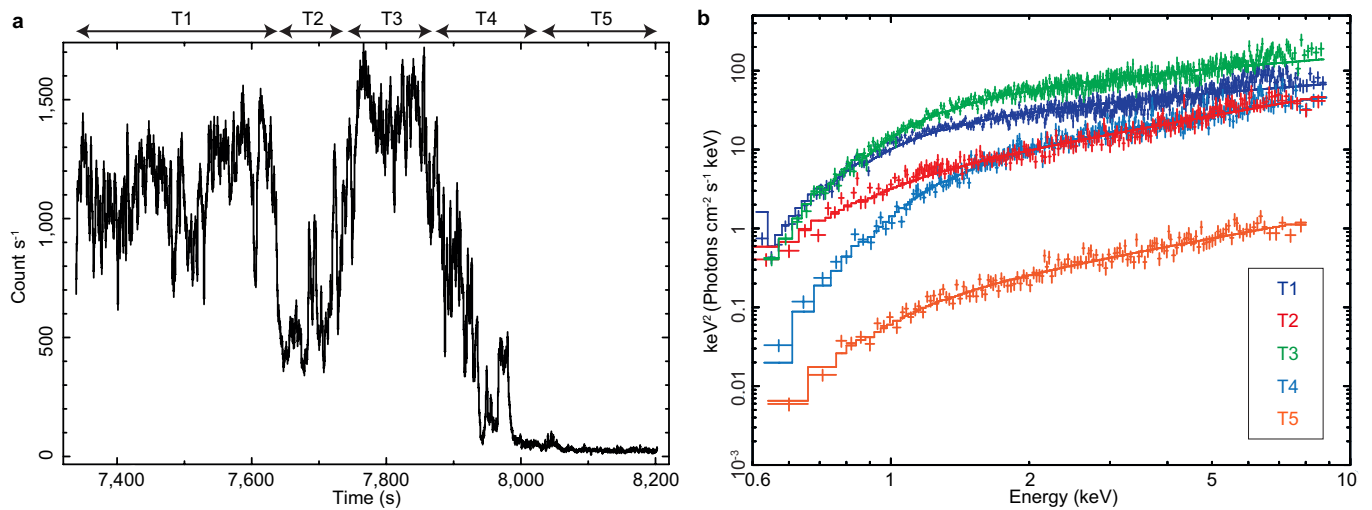 a
T1 T2 T3 T4 T5
1,500
1,000
500
0
Count s⁻¹
7,400 7,600 7,800 8,000 8,200
Time (s)
b
100
10
1
0.1
0.01
10⁻³
keV² (Photons cm⁻² s⁻¹ keV)
0.6 1 2 5 10
Energy (keV)
T1
T2
T3
T4
T5